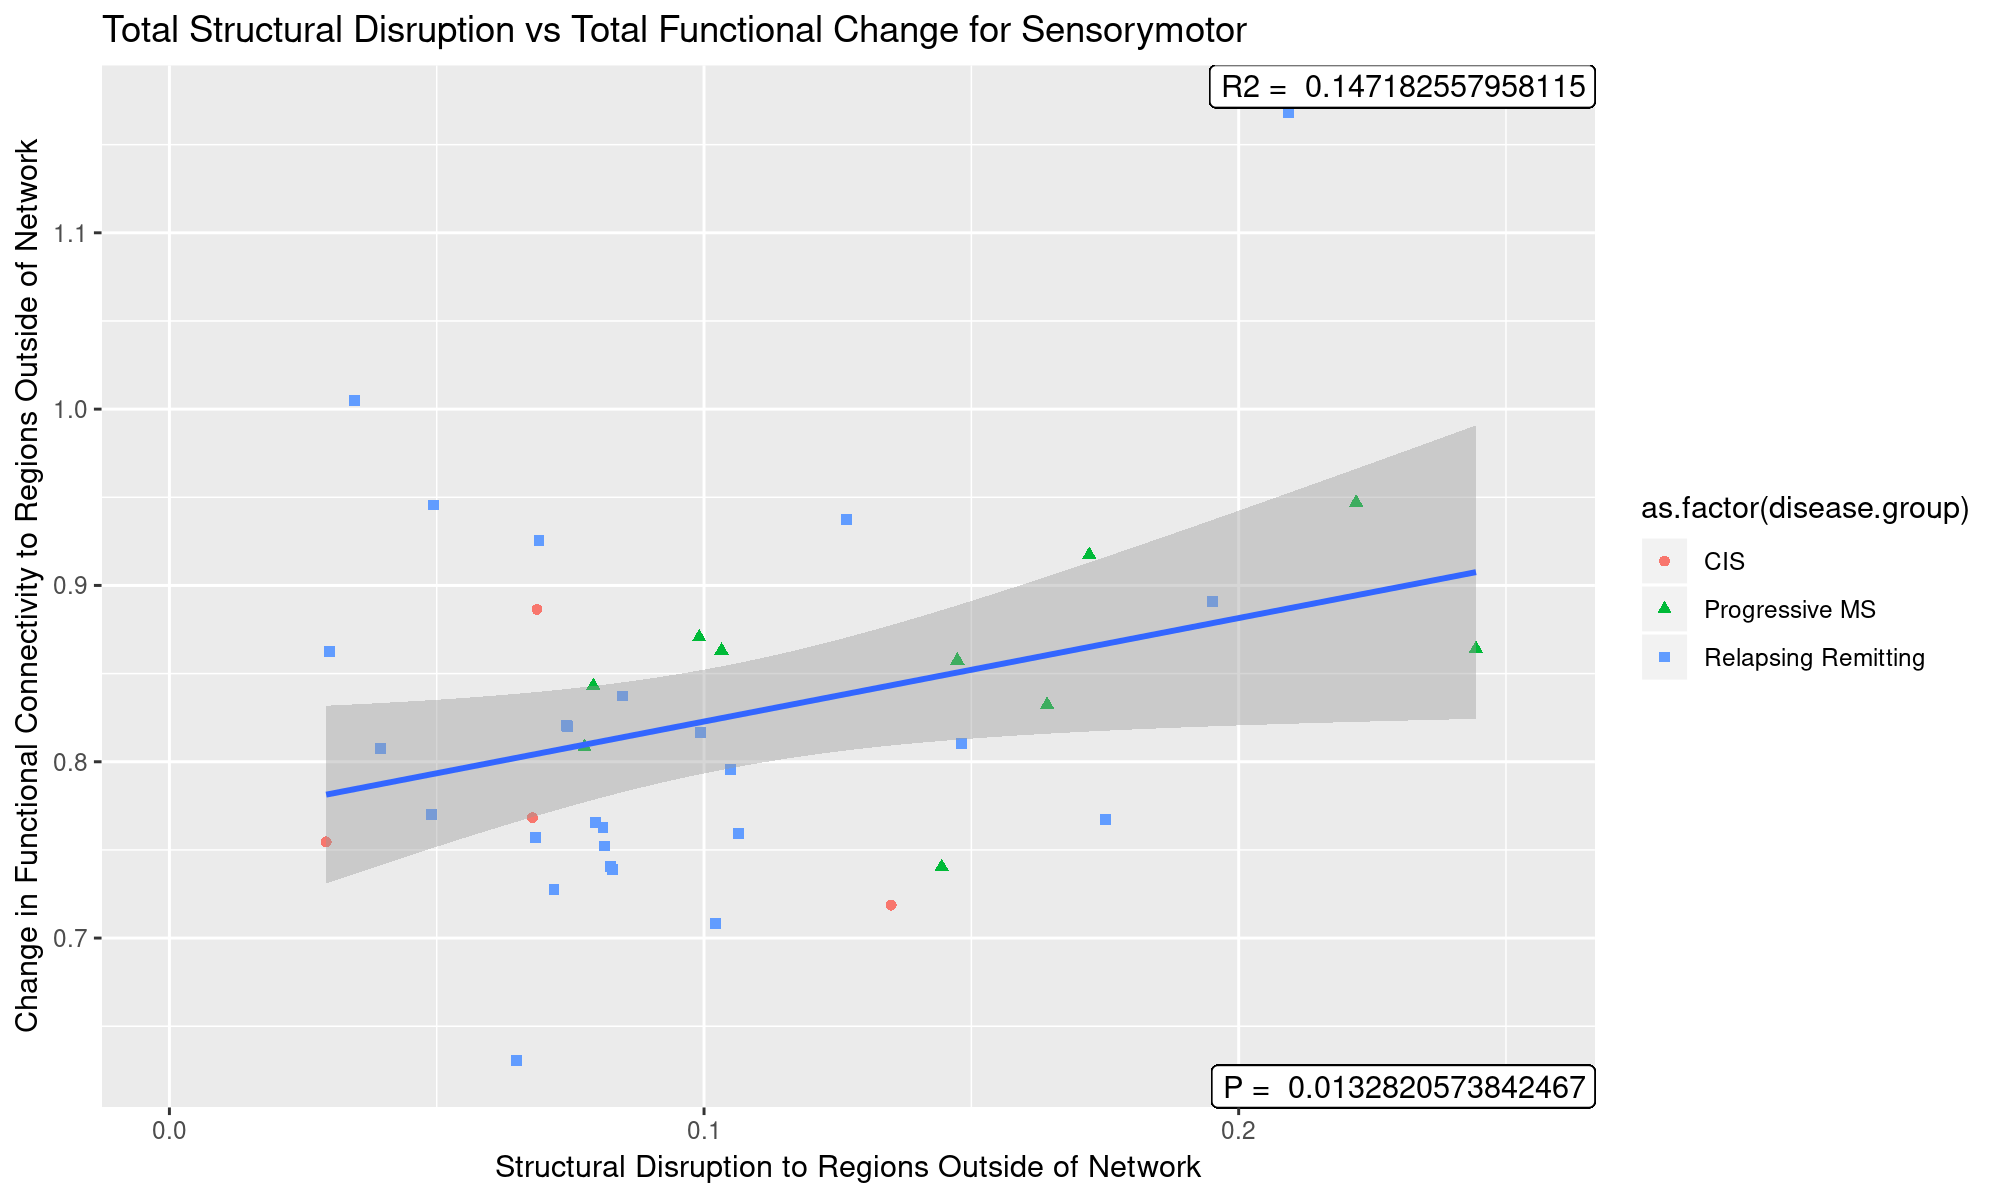 Total Structural Disruption vs Total Functional Change for Sensorymotor
R2 =  0.147182557958115
Change in Functional Connectivity to Regions Outside of Network
1.1
1.0
0.9
0.8
0.7
as.factor(disease.group)
CIS
Progressive MS
Relapsing Remitting
P =  0.0132820573842467
0.0
0.1
0.2
Structural Disruption to Regions Outside of Network